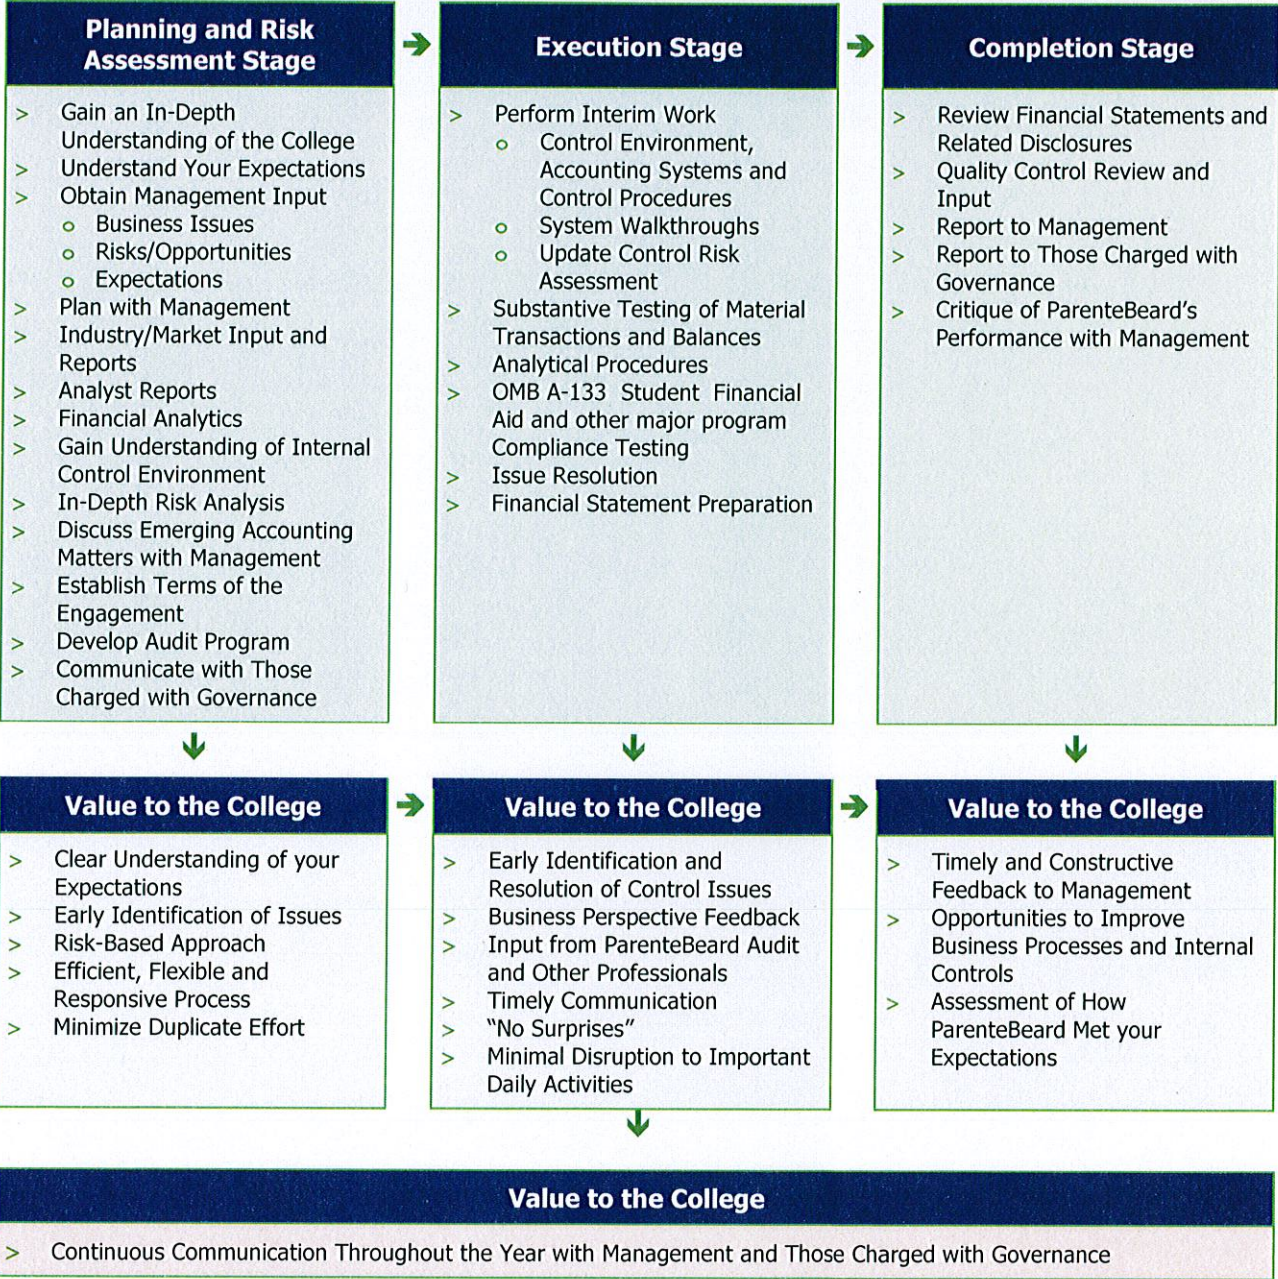 Planning and Risk
Assessment Stage
> Gain an In-Depth
Understanding of the College
> Understand Your Expectations
> Obtain Management Input
o Business Issues
o Risks/Opportunities
o Expectations
> Plan with Management
> Industry/Market Input and
Reports
> Analyst Reports
> Financial Analytics
> Gain Understanding of Internal
Control Environment
> In-Depth Risk Analysis
> Discuss Emerging Accounting
Matters with Management
> Establish Terms of the
Engagement
> Develop Audit Program
> Communicate with Those
Charged with Governance
Execution Stage
> Perform Interim Work
o Control Environment,
Accounting Systems and
Control Procedures
o System Walkthroughs
o Update Control Risk
Assessment
> Substantive Testing of Material
Transactions and Balances
> Analytical Procedures
> OMB A-133 Student Financial
Aid and other major program
Compliance Testing
> Issue Resolution
> Financial Statement Preparation
Completion Stage
> Review Financial Statements and
Related Disclosures
> Quality Control Review and
Input
> Report to Management
> Report to Those Charged with
Governance
> Critique of ParenteBeard's
Performance with Management
Value to the College
> Clear Understanding of your
Expectations
> Early Identification of Issues
> Risk-Based Approach
> Efficient, Flexible and
Responsive Process
> Minimize Duplicate Effort
Value to the College
> Early Identification and
Resolution of Control Issues
> Business Perspective Feedback
> Input from ParenteBeard Audit
and Other Professionals
> Timely Communication
> "No Surprises"
> Minimal Disruption to Important
Daily Activities
Value to the College
> Timely and Constructive
Feedback to Management
> Opportunities to Improve
Business Processes and Internal
Controls
> Assessment of How
ParenteBeard Met your
Expectations
Value to the College
> Continuous Communication Throughout the Year with Management and Those Charged with Governance